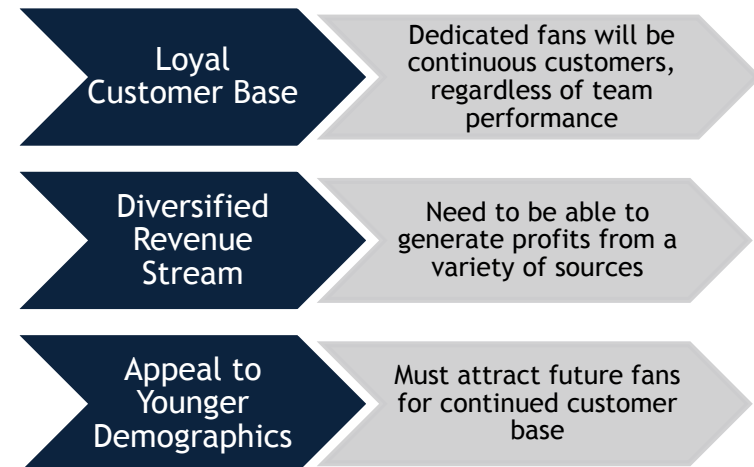 Loyal
Customer Base
Dedicated fans will be
continuous customers,
regardless of team
performance
Diversified
Revenue
Stream
Need to be able to
generate profits from a
variety of sources
Appeal to
Younger
Demographics
Must attract future fans
for continued customer
base